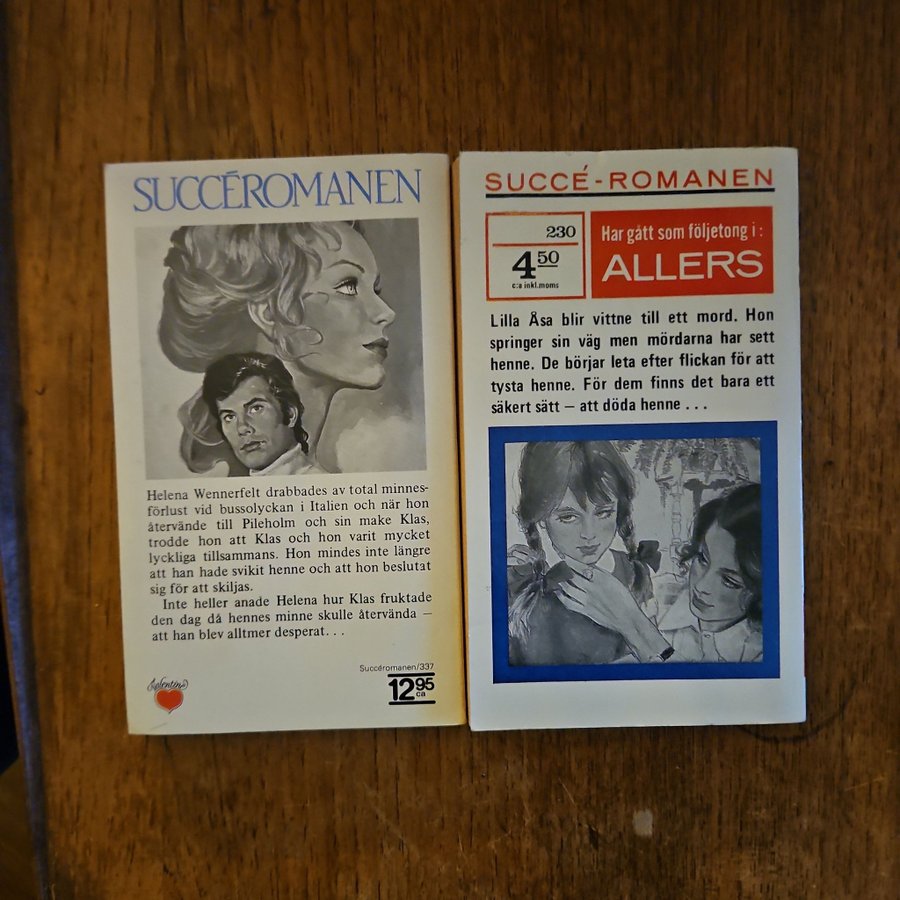 SUCCÉROMANEN
Helena Wennerfelt drabbades av total minnes-
förlust vid bussolyckan i Italien och när hon
återvände till Pileholm och sin make Klas,
trodde hon att Klas och hon varit mycket
lyckliga tillsammans. Hon mindes inte längre
att han hade svikit henne och att hon beslutat
sig för att skiljas.
Inte heller anade Helena hur Klas fruktade
den dag då hennes minne skulle återvända –
att han blev alltmer desperat...
Succéromanen/337
12 95
ca
SUCCÉ-ROMANEN
230
4 50
c:a inkl.moms
Har gått som följetong i:
ALLERS
Lilla Åsa blir vittne till ett mord. Hon
springer sin väg men mördarna har sett
henne. De börjar leta efter flickan för att
tysta henne. För dem finns det bara ett
säkert sätt – att döda henne ...